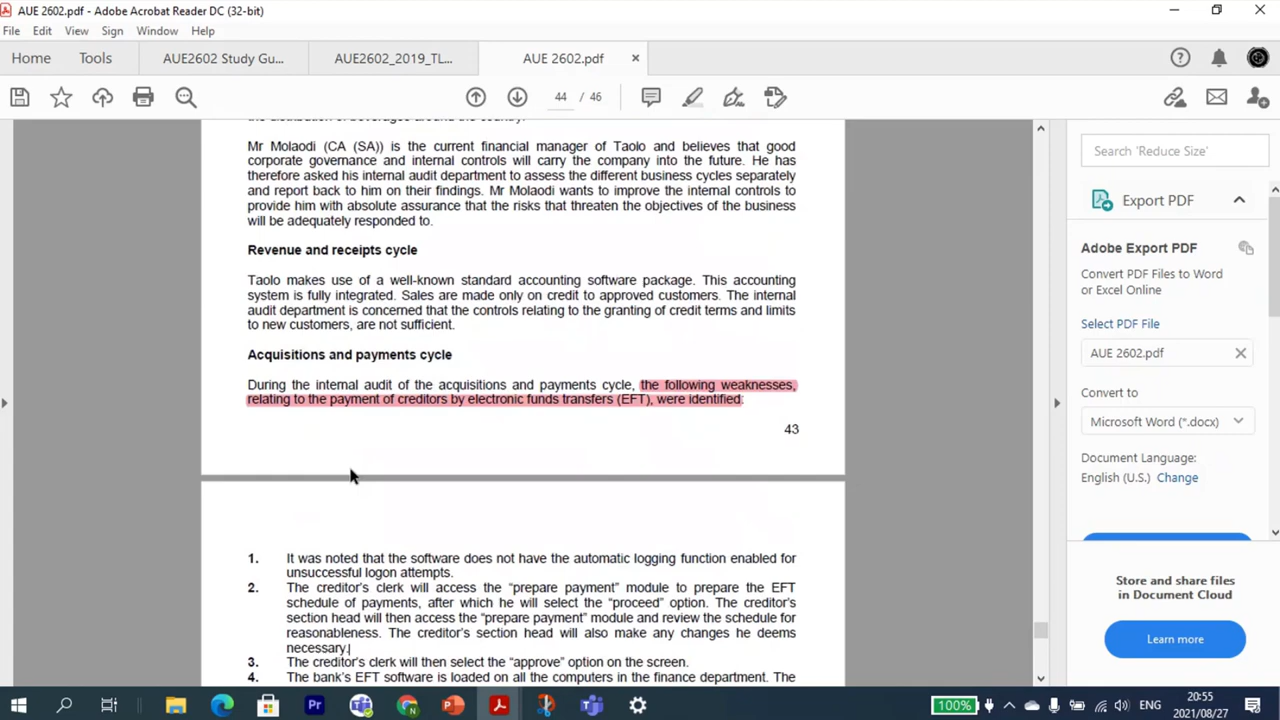 AUE 2602.pdf - Adobe Acrobat Reader DC (32-bit)
File Edit View Sign Window Help
Home Tools AUE2602 Study Gu... AUE2602_2019_TL... AUE 2602.pdf
44 / 46
Mr Molaodi (CA (SA)) is the current financial manager of Taolo and believes that good
corporate governance and internal controls will carry the company into the future. He has
therefore asked his internal audit department to assess the different business cycles separately
and report back to him on their findings. Mr Molaodi wants to improve the internal controls to
provide him with absolute assurance that the risks that threaten the objectives of the business
will be adequately responded to.
Revenue and receipts cycle
Taolo makes use of a well-known standard accounting software package. This accounting
system is fully integrated. Sales are made only on credit to approved customers. The internal
audit department is concerned that the controls relating to the granting of credit terms and limits
to new customers, are not sufficient.
Acquisitions and payments cycle
During the internal audit of the acquisitions and payments cycle, the following weaknesses,
relating to the payment of creditors by electronic funds transfers (EFT), were identified:
43
1. It was noted that the software does not have the automatic logging function enabled for
unsuccessful logon attempts.
2. The creditor's clerk will access the "prepare payment" module to prepare the EFT
schedule of payments, after which he will select the "proceed" option. The creditor's
section head will then access the "prepare payment" module and review the schedule for
reasonableness. The creditor's section head will also make any changes he deems
necessary.
3. The creditor's clerk will then select the "approve" option on the screen.
4. The bank's EFT software is loaded on all the computers in the finance department. The
Search 'Reduce Size'
Export PDF
Adobe Export PDF
Convert PDF Files to Word
or Excel Online
Select PDF File
AUE 2602.pdf
Convert to
Microsoft Word (*.docx)
Document Language:
English (U.S.) Change
Store and share files
in Document Cloud
Learn more
100%
ENG
20:55
2021/08/27